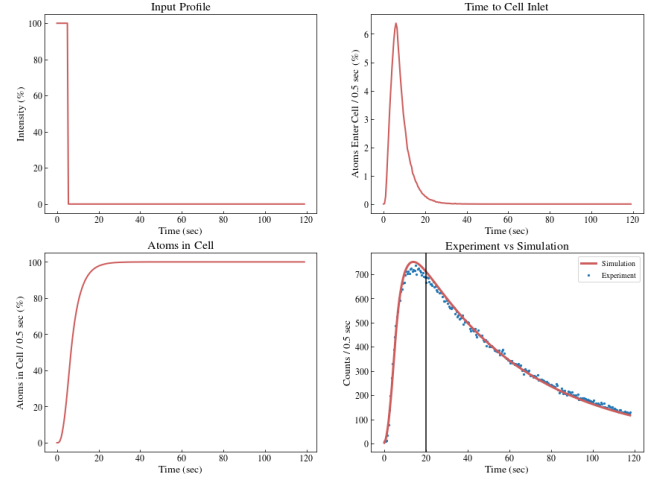 Input Profile
Intensity (%)
100
80
60
40
20
0
0 20 40 60 80 100 120
Time (sec)
Time to Cell Inlet
Atoms Enter Cell / 0.5 sec (%)
6
5
4
3
2
1
0
0 20 40 60 80 100 120
Time (sec)
Atoms in Cell
Atoms in Cell / 0.5 sec (%)
100
80
60
40
20
0
0 20 40 60 80 100 120
Time (sec)
Experiment vs Simulation
Simulation
Experiment
Counts / 0.5 sec
700
600
500
400
300
200
100
0
0 20 40 60 80 100 120
Time (sec)